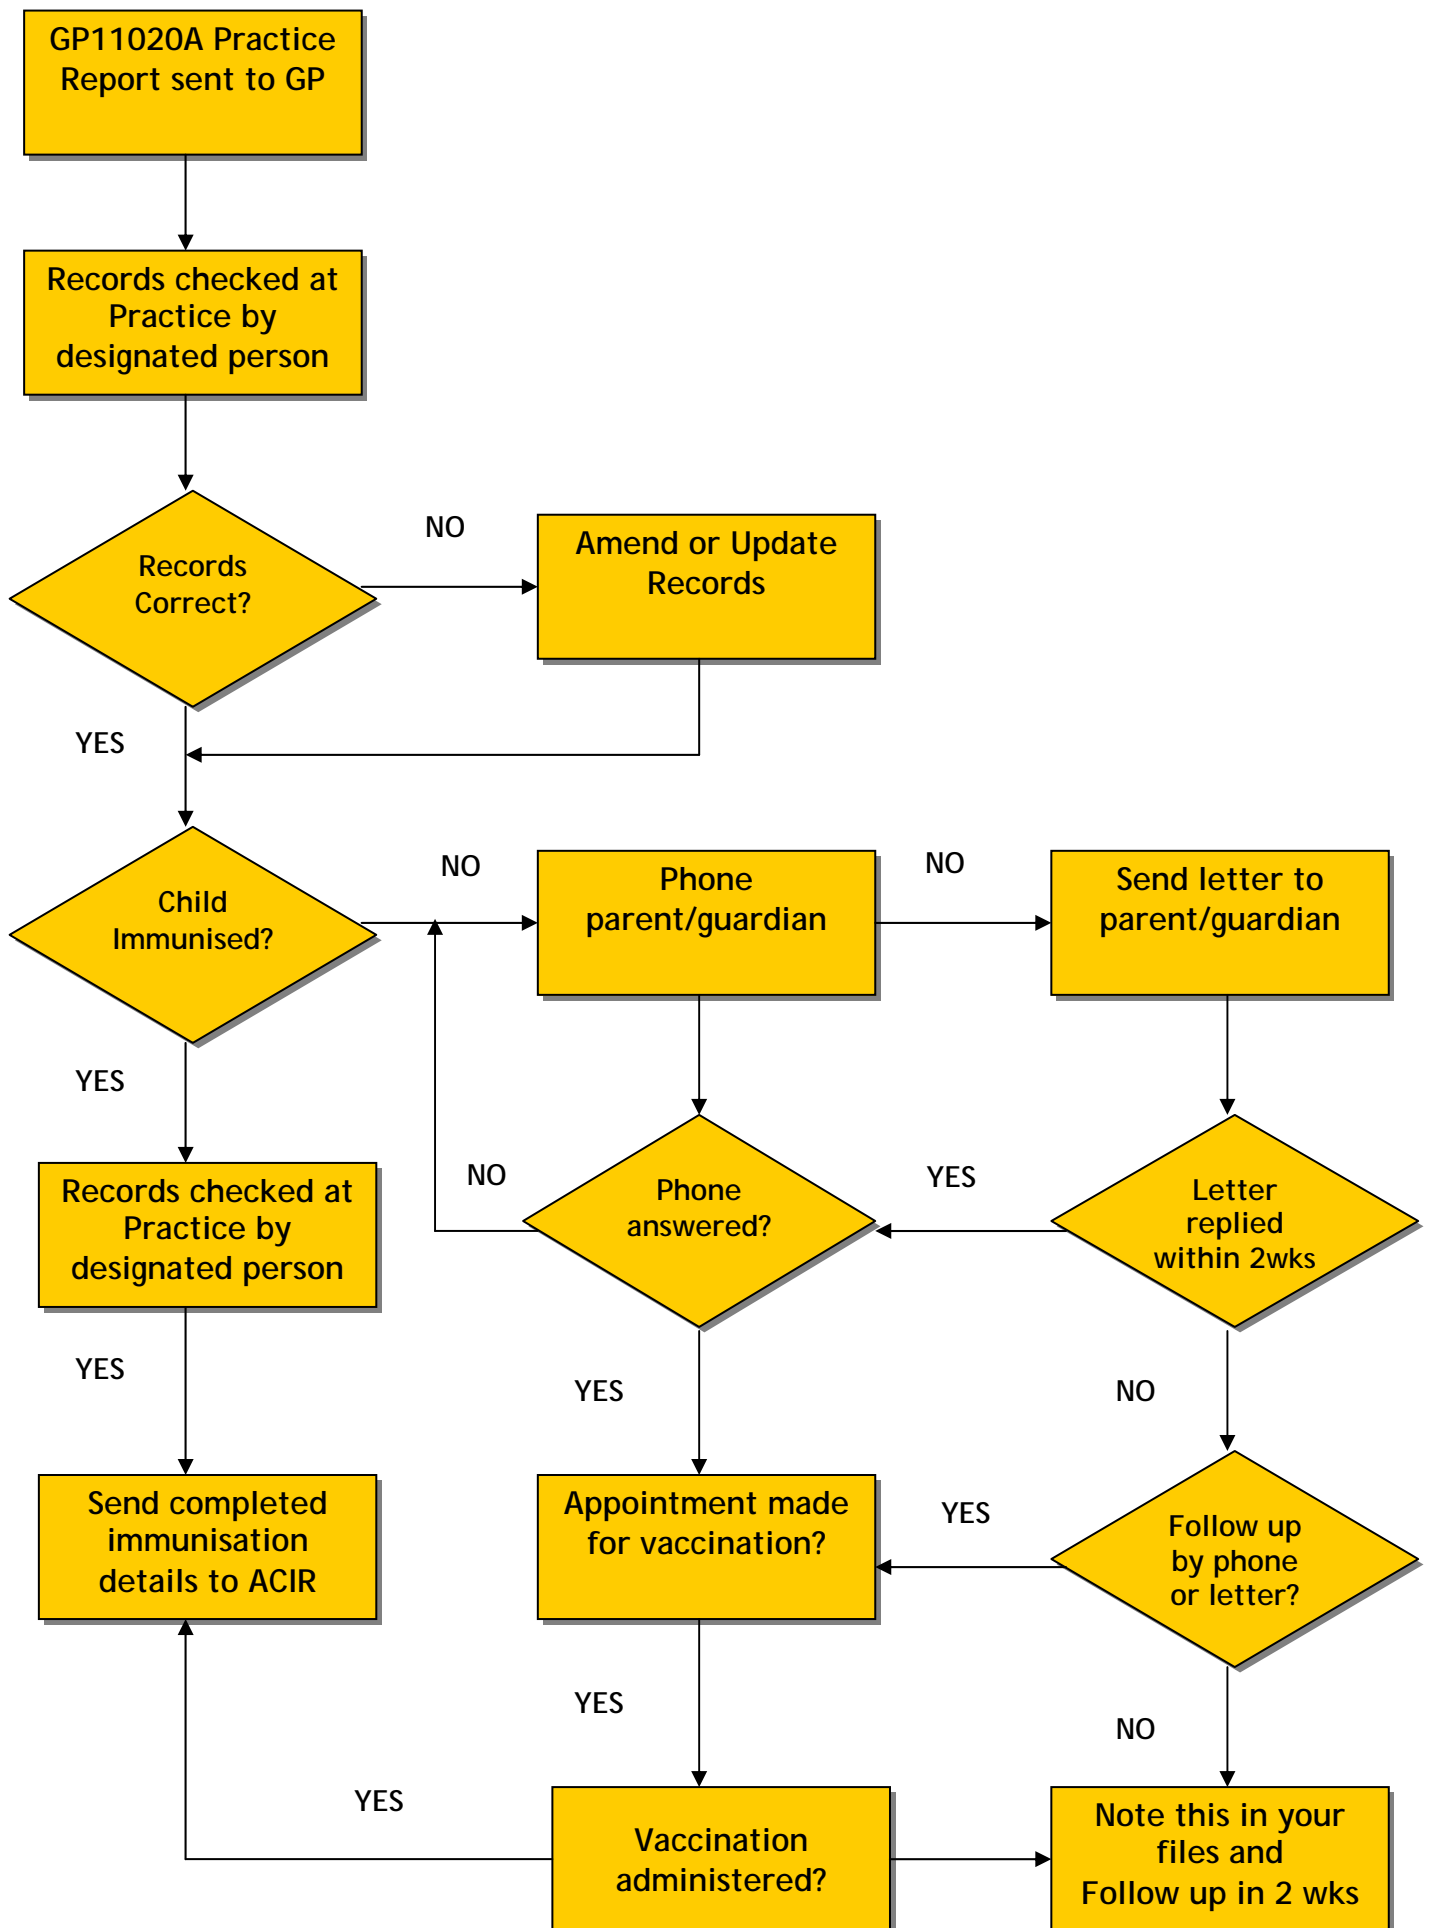 GP11020A Practice
Report sent to GP
Records checked at
Practice by
designated person
Records
Correct?
NO
Amend or Update
Records
YES
Child
Immunised?
NO
Phone
parent/guardian
NO
Send letter to
parent/guardian
YES
Records checked at
Practice by
designated person
NO
Phone
answered?
YES
Letter
replied
within 2wks
YES
YES
NO
Send completed
immunisation
details to ACIR
Appointment made
for vaccination?
YES
Follow up
by phone
or letter?
YES
NO
YES
Vaccination
administered?
Note this in your
files and
Follow up in 2 wks